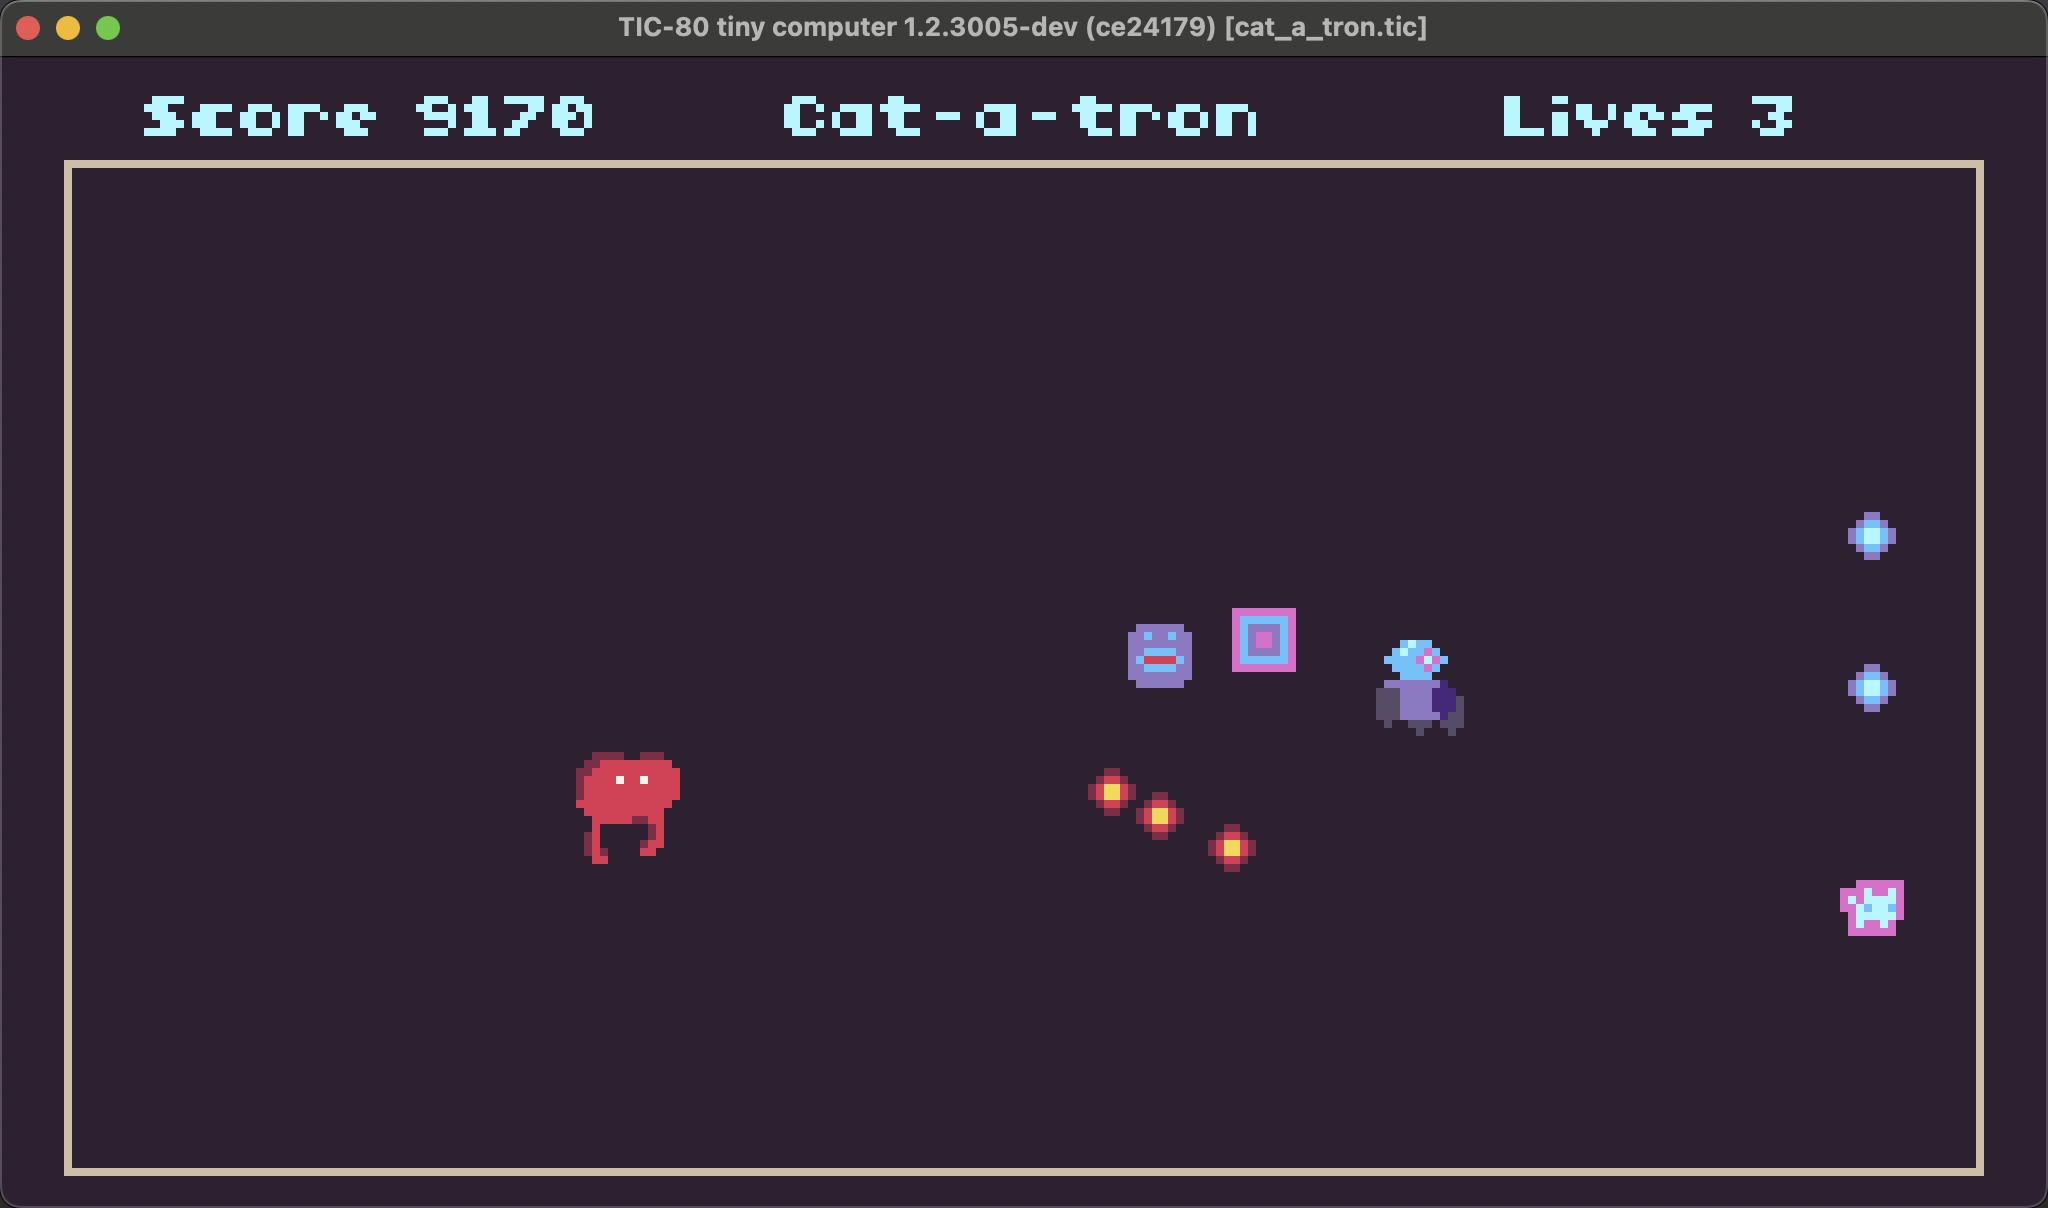 TIC-80 tiny computer 1.2.3005-dev (ce24179) [cat_a_tron.tic]
Score 9170 Cat-a-tron Lives 3